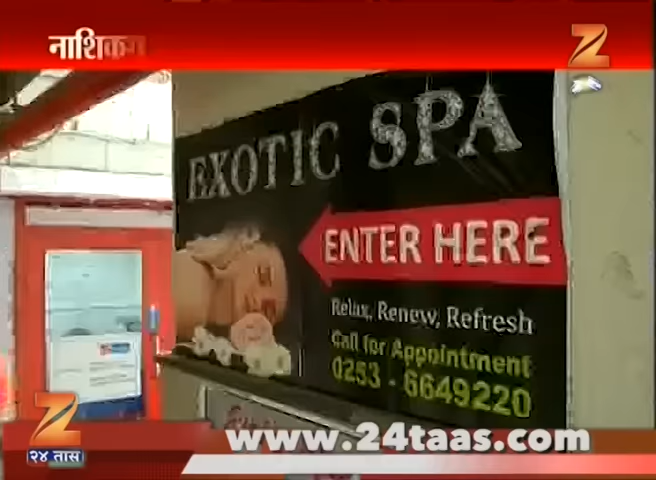 नाशिक
EXOTIC SPA
ENTER HERE
Relax, Renew, Refresh
Call for Appointment
0253 - 6649220
२४ तास
www.24taas.com